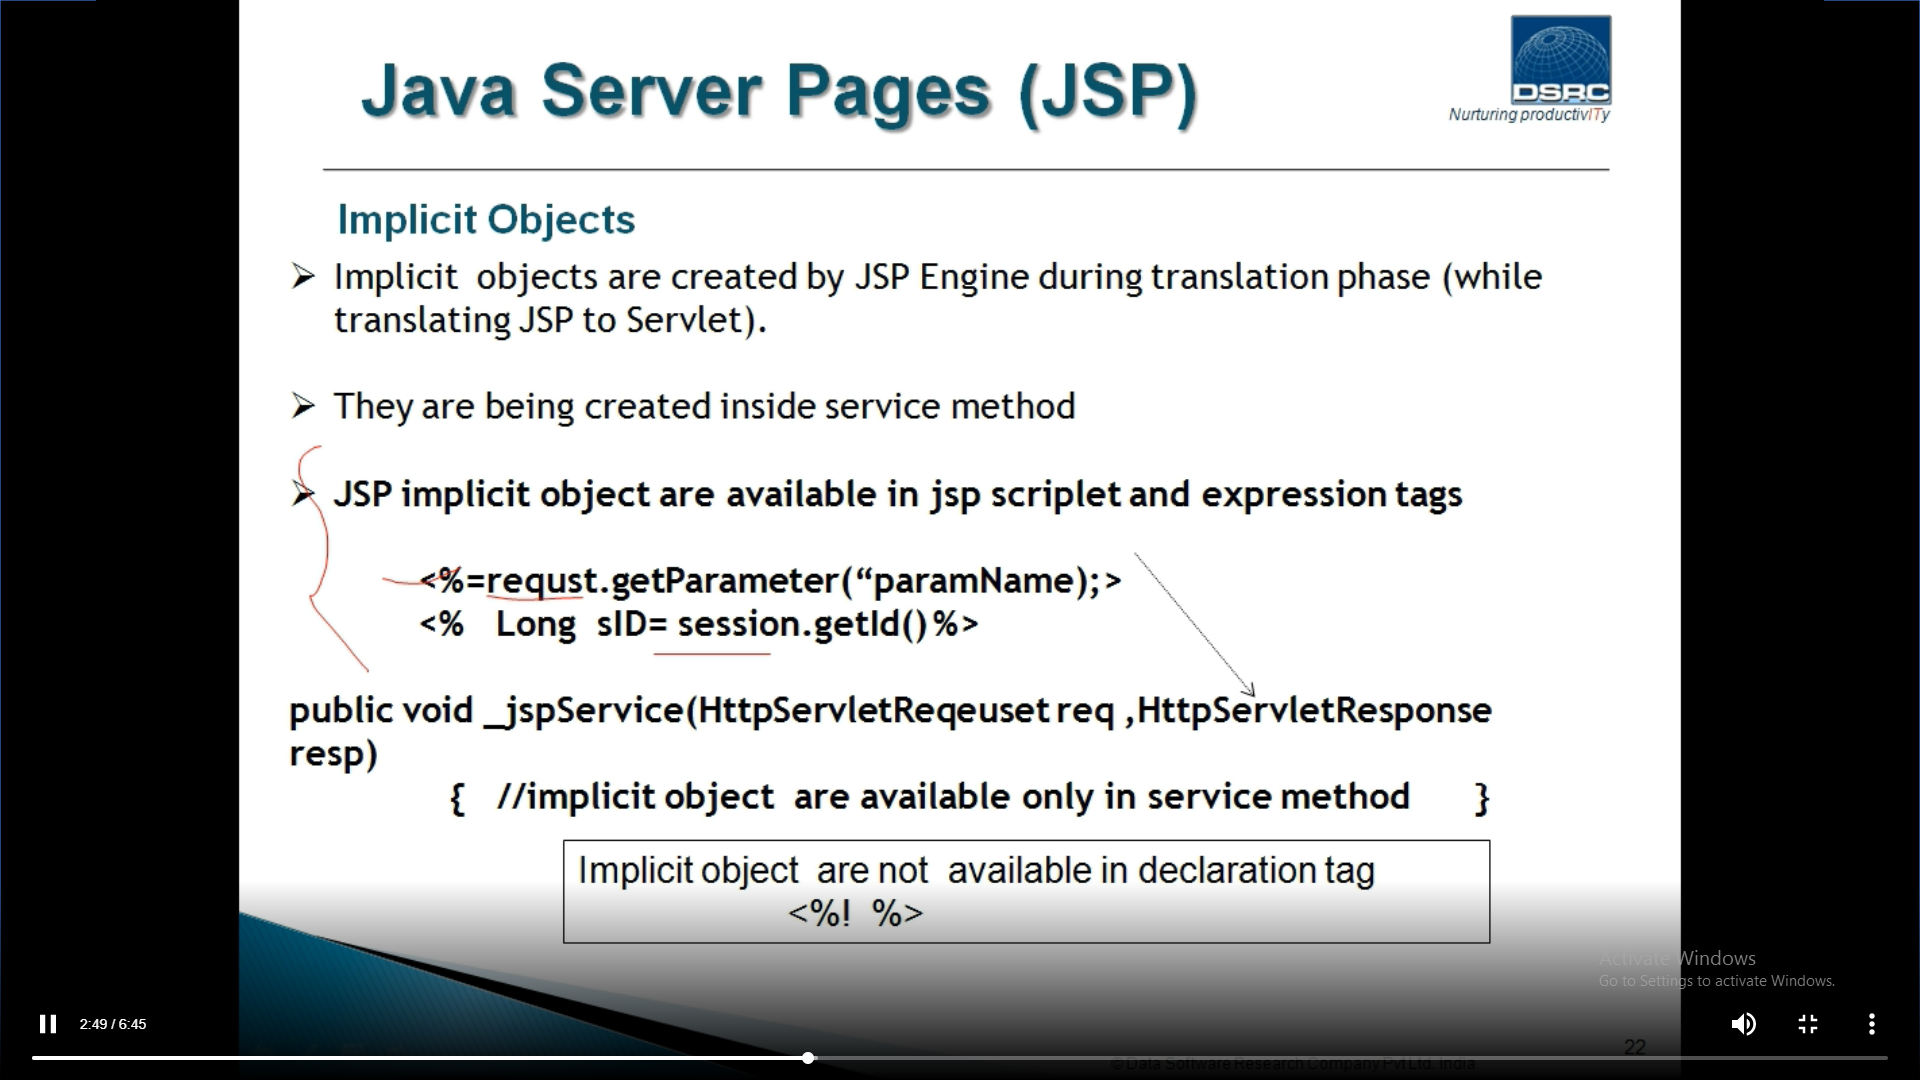 Java Server Pages (JSP)
DSRC
Nurturing productivITy
Implicit Objects
➢ Implicit objects are created by JSP Engine during translation phase (while
translating JSP to Servlet).
➢ They are being created inside service method
➢ JSP implicit object are available in jsp scriplet and expression tags
<%=requst.getParameter(“paramName);>
<% Long sID= session.getId()%>
public void _jspService(HttpServletReqeuset req ,HttpServletResponse
resp)
{ //implicit object are available only in service method }
Implicit object are not available in declaration tag
<%! %>
Activate Windows
Go to Settings to activate Windows.
2:49 / 6:45
22
© Data Software Research Company Pvt Ltd. India